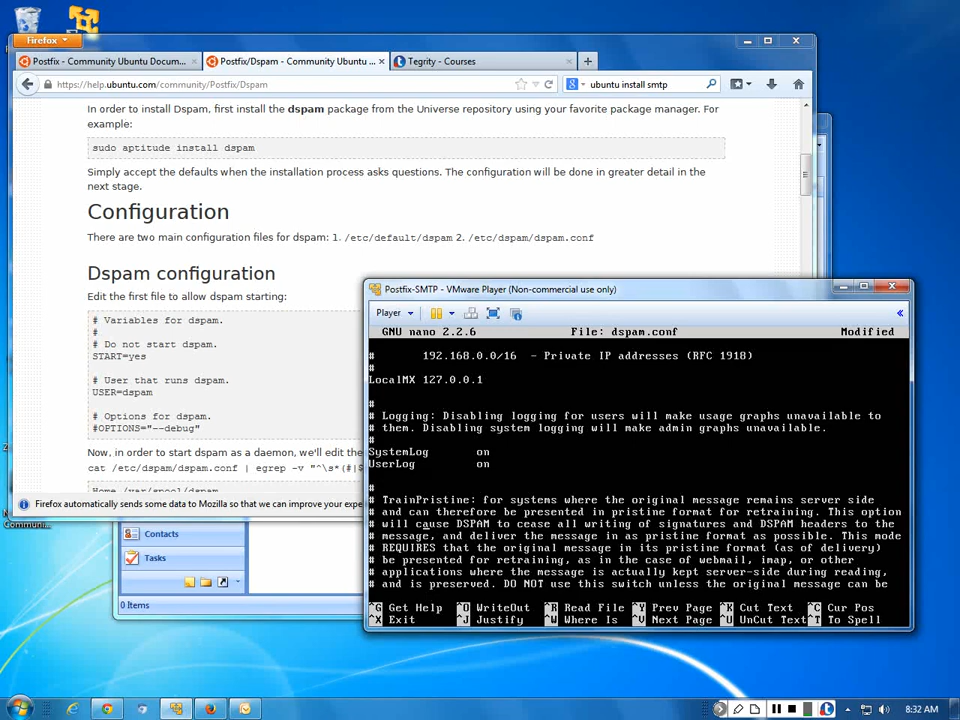 Firefox
Postfix - Community Ubuntu Docum...
Postfix/Dspam - Community Ubuntu ...
Tegrity - Courses
https://help.ubuntu.com/community/Postfix/Dspam
ubuntu install smtp
In order to install Dspam, first install the dspam package from the Universe repository using your favorite package manager. For
example:
sudo aptitude install dspam
Simply accept the defaults when the installation process asks questions. The configuration will be done in greater detail in the
next stage.
Configuration
There are two main configuration files for dspam: 1. /etc/default/dspam 2. /etc/dspam/dspam.conf
Dspam configuration
Edit the first file to allow dspam starting:
# Variables for dspam.
#
# Do not start dspam.
START=yes
# User that runs dspam.
USER=dspam
# Options for dspam.
#OPTIONS="--debug"
Now, in order to start dspam as a daemon, we'll edit the
cat /etc/dspam/dspam.conf | egrep -v "^\s*(#|$
Home /var/spool/dspam
Firefox automatically sends some data to Mozilla so that we can improve your expe
Communi...
Contacts
Tasks
0 Items
Postfix-SMTP - VMware Player (Non-commercial use only)
Player
GNU nano 2.2.6 File: dspam.conf Modified
# 192.168.0.0/16 - Private IP addresses (RFC 1918)
#
LocalMX 127.0.0.1
#
# Logging: Disabling logging for users will make usage graphs unavailable to
# them. Disabling system logging will make admin graphs unavailable.
#
SystemLog on
UserLog on
#
# TrainPristine: for systems where the original message remains server side
# and can therefore be presented in pristine format for retraining. This option
# will cause DSPAM to cease all writing of signatures and DSPAM headers to the
# message, and deliver the message in as pristine format as possible. This mode
# REQUIRES that the original message in its pristine format (as of delivery)
# be presented for retraining, as in the case of webmail, imap, or other
# applications where the message is actually kept server-side during reading,
# and is preserved. DO NOT use this switch unless the original message can be
^G Get Help ^O WriteOut ^R Read File ^Y Prev Page ^K Cut Text ^C Cur Pos
^X Exit ^J Justify ^W Where Is ^V Next Page ^U UnCut Text ^T To Spell
8:32 AM